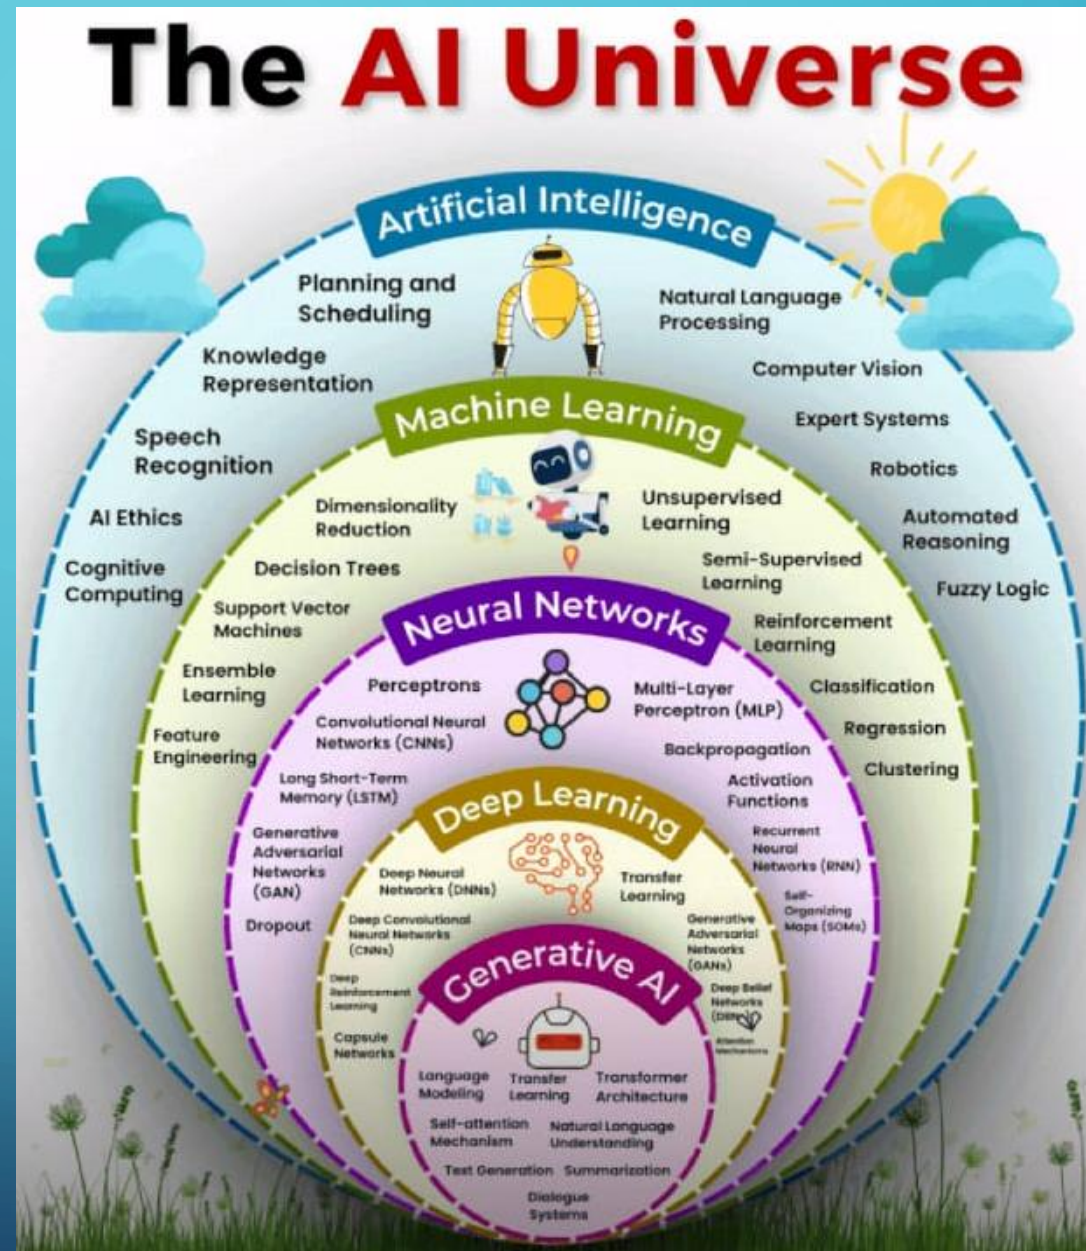 The AI Universe
Artificial Intelligence
Planning and
Scheduling
Natural Language
Processing
Knowledge
Representation
Computer Vision
Expert Systems
Speech
Recognition
Robotics
AI Ethics
Automated
Reasoning
Cognitive
Computing
Fuzzy Logic
Machine Learning
Dimensionality
Reduction
Unsupervised
Learning
Decision Trees
Semi-Supervised
Learning
Support Vector
Machines
Reinforcement
Learning
Ensemble
Learning
Classification
Feature
Engineering
Regression
Clustering
Neural Networks
Perceptrons
Multi-Layer
Perceptron (MLP)
Convolutional Neural
Networks (CNNs)
Backpropagation
Long Short-Term
Memory (LSTM)
Activation
Functions
Generative
Adversarial
Networks
(GAN)
Recurrent
Neural
Networks (RNN)
Dropout
Self-
Organizing
Maps (SOMs)
Deep Learning
Deep Neural
Networks (DNNs)
Transfer
Learning
Deep Convolutional
Neural Networks
(CNNs)
Generative
Adversarial
Networks
(GANs)
Deep
Reinforcement
Learning
Deep Belief
Networks
Capsule
Networks
Attention
Mechanisms
Generative AI
Language
Modeling
Transfer
Learning
Transformer
Architecture
Self-attention
Mechanism
Natural Language
Understanding
Text Generation Summarization
Dialogue
Systems